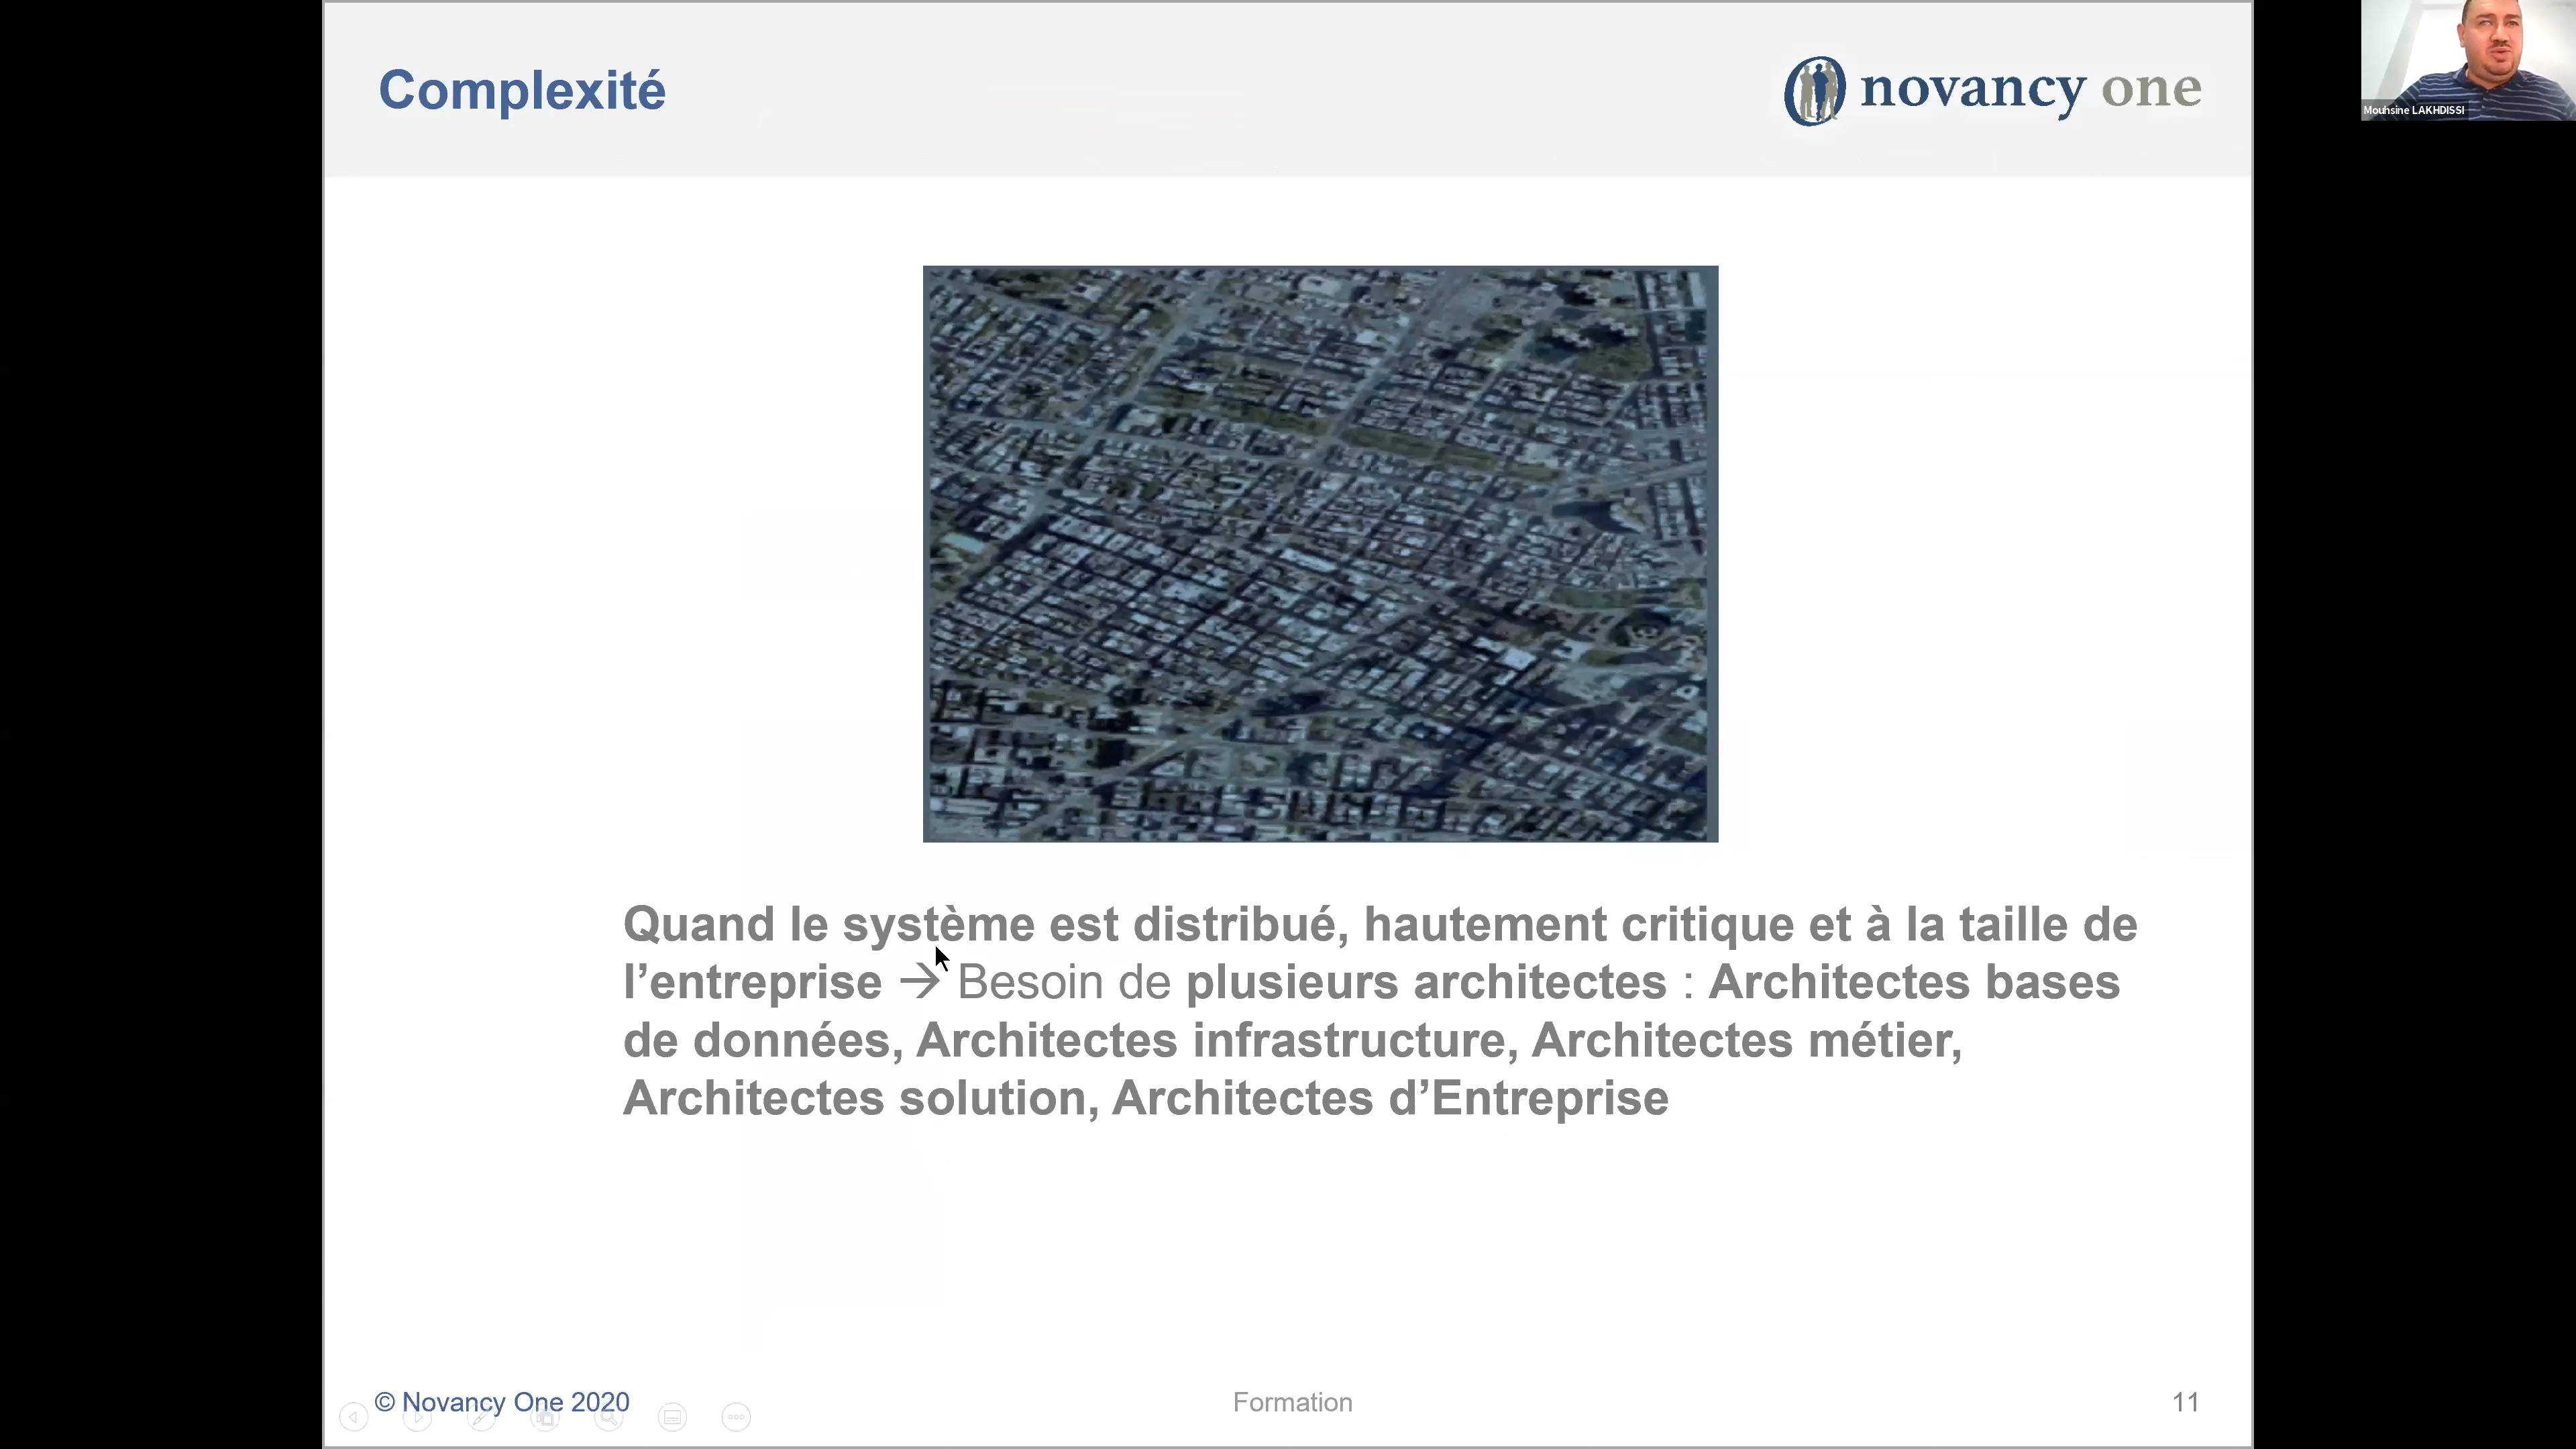 Complexité
novancy one
Mouhsine LAKHDISSI
Quand le système est distribué, hautement critique et à la taille de
l’entreprise → Besoin de plusieurs architectes : Architectes bases
de données, Architectes infrastructure, Architectes métier,
Architectes solution, Architectes d’Entreprise
© Novancy One 2020
Formation
11